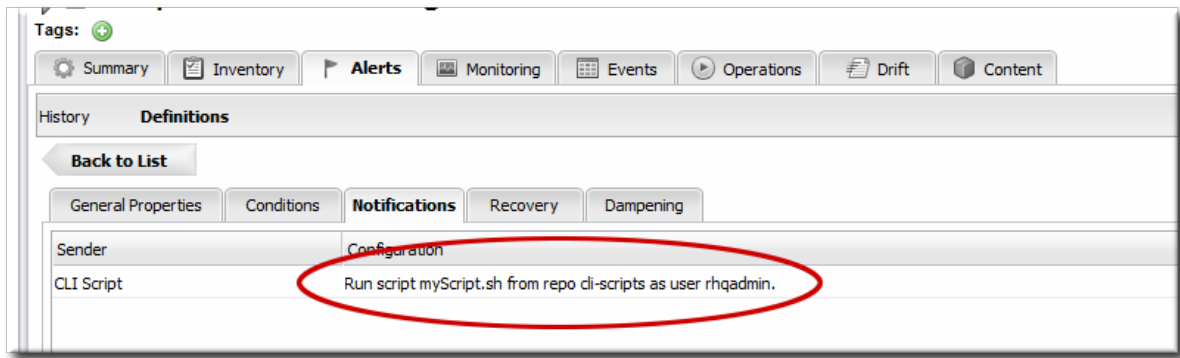 Tags:
Summary Inventory Alerts Monitoring Events Operations Drift Content
History Definitions
Back to List
General Properties Conditions Notifications Recovery Dampening
Sender Configuration
CLI Script Run script myScript.sh from repo cli-scripts as user rhqadmin.